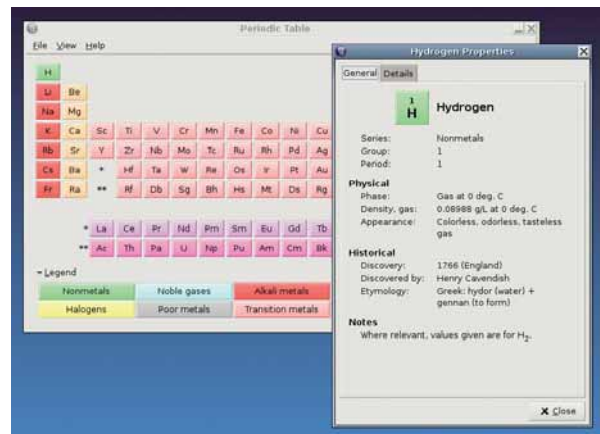 Periodic Table
File View Help
H
Li Be
Na Mg
K Ca Sc Ti V Cr Mn Fe Co Ni Cu
Rb Sr Y Zr Nb Mo Tc Ru Rh Pd Ag
Cs Ba * Hf Ta W Re Os Ir Pt Au
Fr Ra ** Rf Db Sg Bh Hs Mt Ds Rg
* La Ce Pr Nd Pm Sm Eu Gd Tb
** Ac Th Pa U Np Pu Am Cm Bk
Legend
Nonmetals Noble gases Alkali metals
Halogens Poor metals Transition metals
Hydrogen Properties
General Details
1
H Hydrogen
Series: Nonmetals
Group: 1
Period: 1
Physical
Phase: Gas at 0 deg. C
Density, gas: 0.08988 g/L at 0 deg. C
Appearance: Colorless, odorless, tasteless
gas
Historical
Discovery: 1766 (England)
Discovered by: Henry Cavendish
Etymology: Greek: hydor (water) +
gennan (to form)
Notes
Where relevant, values given are for H₂.
X Close